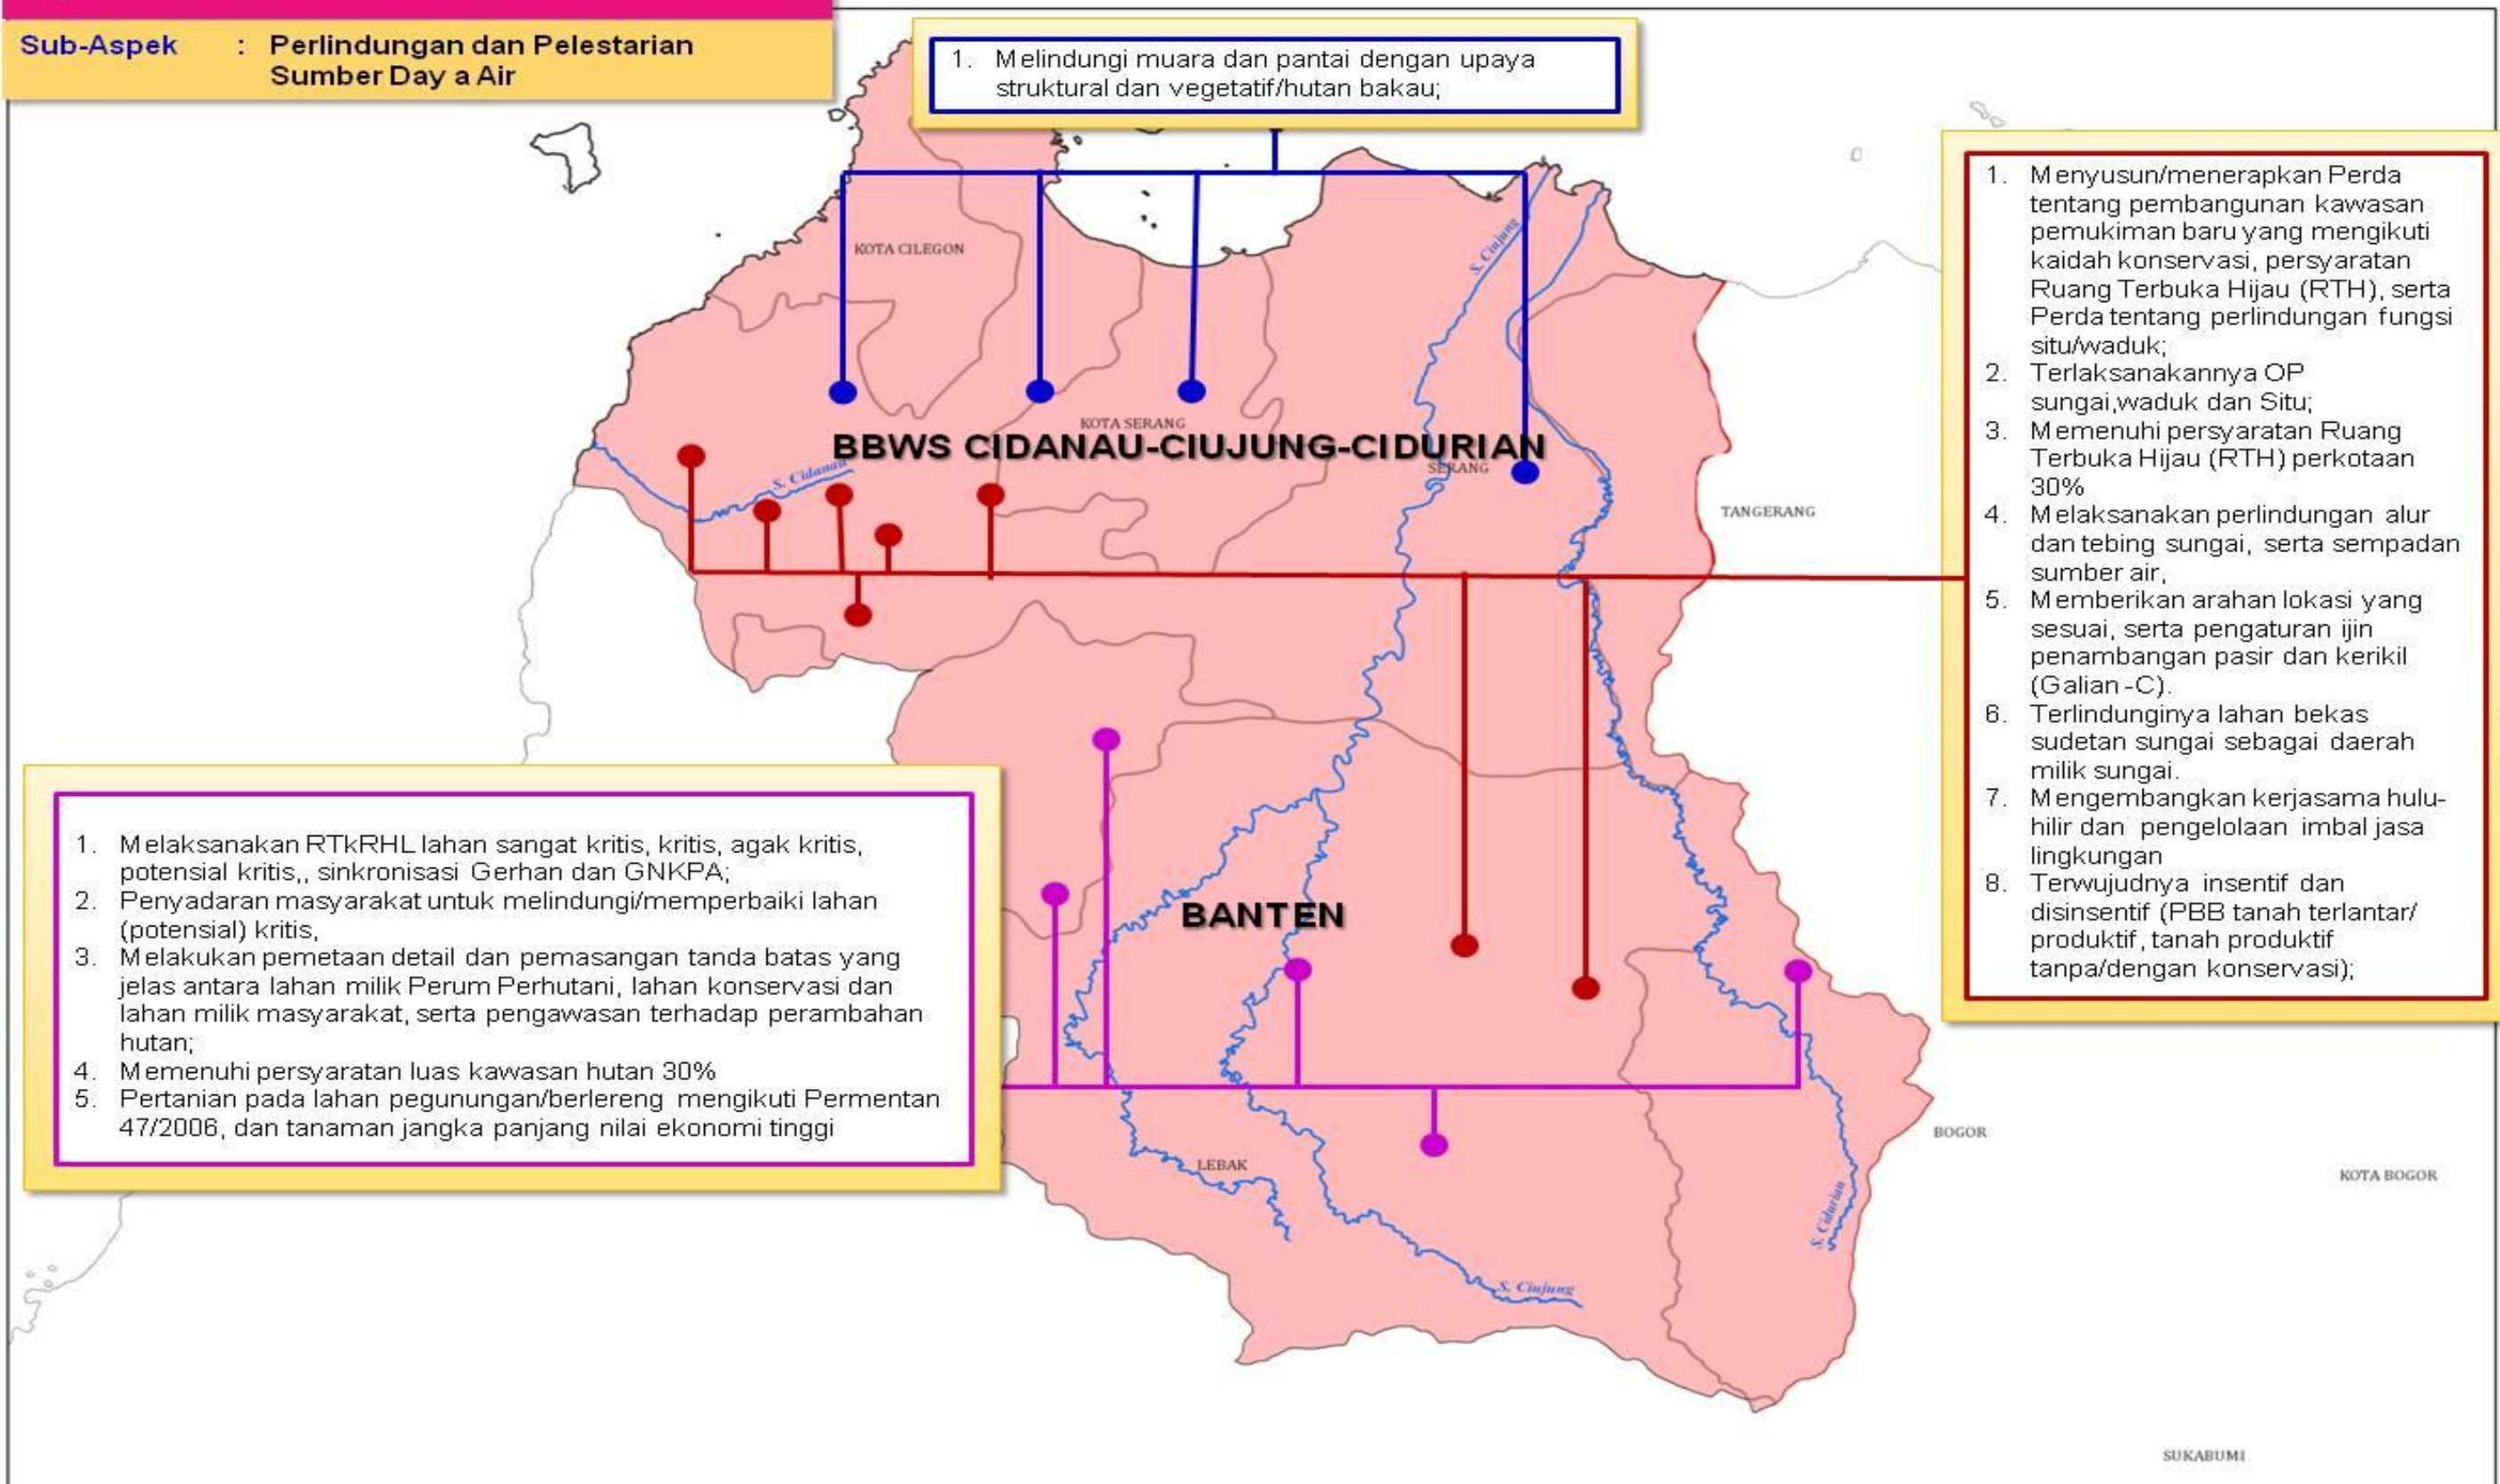 Sub-Aspek : Perlindungan dan Pelestarian
Sumber Day a Air
1. Melindungi muara dan pantai dengan upaya
struktural dan vegetatif/hutan bakau;
1. Menyusun/menerapkan Perda
tentang pembangunan kawasan
pemukiman baru yang mengikuti
kaidah konservasi, persyaratan
Ruang Terbuka Hijau (RTH), serta
Perda tentang perlindungan fungsi
situ/waduk;
2. Terlaksanakannya OP
sungai,waduk dan Situ;
3. Memenuhi persyaratan Ruang
Terbuka Hijau (RTH) perkotaan
30%
4. Melaksanakan perlindungan alur
dan tebing sungai, serta sempadan
sumber air,
5. Memberikan arahan lokasi yang
sesuai, serta pengaturan ijin
penambangan pasir dan kerikil
(Galian -C).
6. Terlindunginya lahan bekas
sudetan sungai sebagai daerah
milik sungai.
7. Mengembangkan kerjasama hulu-
hilir dan pengelolaan imbal jasa
lingkungan
8. Terwujudnya insentif dan
disinsentif (PBB tanah terlantar/
produktif, tanah produktif
tanpa/dengan konservasi);
KOTA CILEGON
S. Ciujung
KOTA SERANG
BBWS CIDANAU-CIUJUNG-CIDURIAN
SERANG
S. Cidanau
TANGERANG
1. Melaksanakan RTkRHL lahan sangat kritis, kritis, agak kritis,
potensial kritis,, sinkronisasi Gerhan dan GNKPA;
2. Penyadaran masyarakat untuk melindungi/memperbaiki lahan
(potensial) kritis,
3. Melakukan pemetaan detail dan pemasangan tanda batas yang
jelas antara lahan milik Perum Perhutani, lahan konservasi dan
lahan milik masyarakat, serta pengawasan terhadap perambahan
hutan;
4. Memenuhi persyaratan luas kawasan hutan 30%
5. Pertanian pada lahan pegunungan/berlereng mengikuti Permentan
47/2006, dan tanaman jangka panjang nilai ekonomi tinggi
BANTEN
BOGOR
LEBAK
KOTA BOGOR
S. Cidurian
S. Ciujung
SUKABUMI